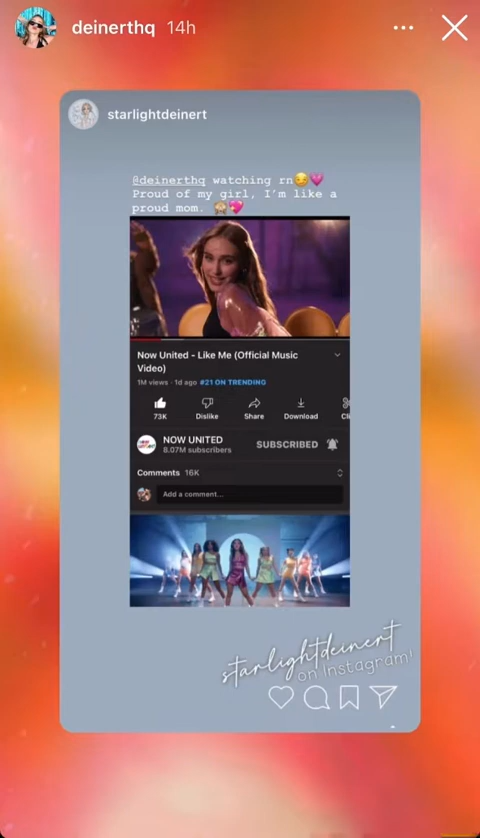 deinerthq 14h
starlightdeinert
@deinerthq watching rn😏💗
Proud of my girl, I'm like a
proud mom. 🙈💖
Now United - Like Me (Official Music
Video)
1M views · 1d ago #21 ON TRENDING
73K Dislike Share Download Cli
NOW UNITED
8.07M subscribers
SUBSCRIBED
Comments 16K
Add a comment...
starlightdeinert
on Instagram!